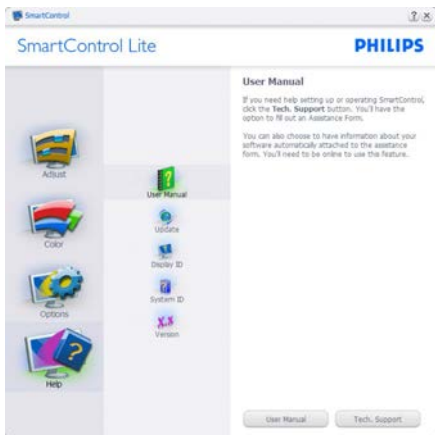 SmartControl
SmartControl Lite
PHILIPS
Adjust
Color
Options
Help
User Manual
Update
Display ID
System ID
Version
User Manual
If you need help setting up or operating SmartControl,
click the Tech. Support button. You'll have the
option to fill out an Assistance Form.
You can also choose to have information about your
software automatically attached to the assistance
form. You'll need to be online to use this feature.
User Manual
Tech. Support